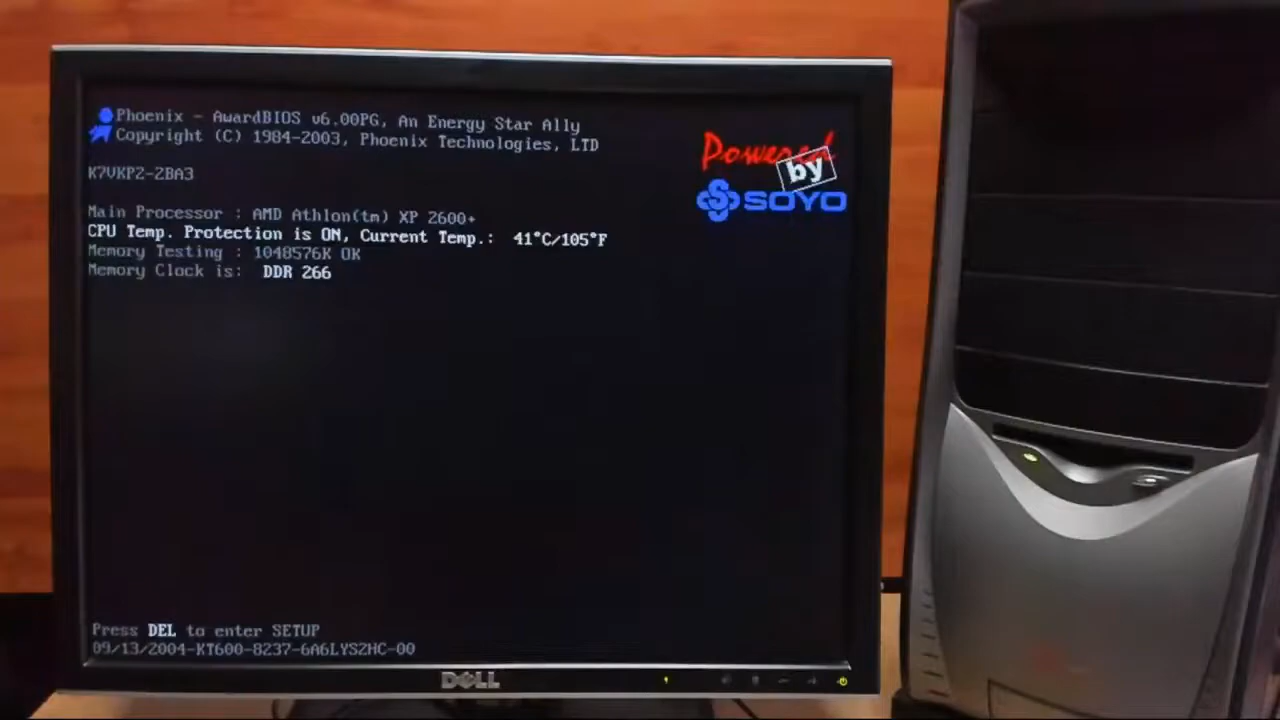 Phoenix - AwardBIOS v6.00PG, An Energy Star Ally
Copyright (C) 1984-2003, Phoenix Technologies, LTD
Powered
by
SOYO
K7VKP2-2BA3
Main Processor : AMD Athlon(tm) XP 2600+
CPU Temp. Protection is ON, Current Temp.: 41°C/105°F
Memory Testing : 1048576K OK
Memory Clock is: DDR 266
Press DEL to enter SETUP
09/13/2004-KT600-8237-6A6LYS2HC-00
DELL